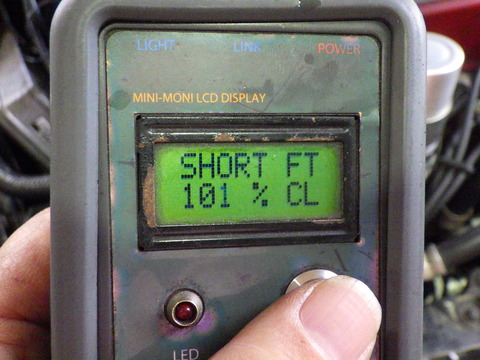 LIGHT LINK POWER
MINI-MONI LCD DISPLAY
SHORT FT
101 % CL
LED